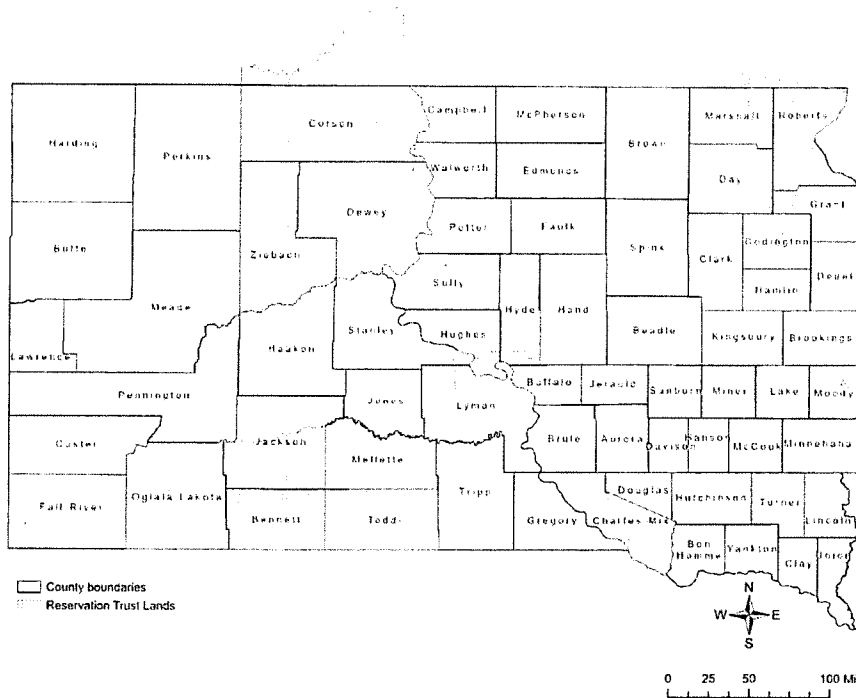 Campbell McPherson Marshall Roberts
Harding Perkins Corson Brown
Walworth Edmunds Day
Dewey Grant
Butte Ziebach Potter Faulk Spink Clark Codington
Sully Hamlin Deuel
Meade Stanley Hyde Hand
Lawrence Haakon Hughes Beadle Kingsbury Brookings
Pennington Jones Lyman Buffalo Jerauld Sanborn Miner Lake Moody
Custer Jackson Brule Aurora Davison Hanson McCook Minnehaha
Mellette
Fall River Oglala Lakota Tripp Douglas Hutchinson Turner
Bennett Todd Gregory Charles Mix Lincoln
Bon
Homme Yankton Clay
County boundaries
Reservation Trust Lands
N
W E
S
0 25 50 100 Mi